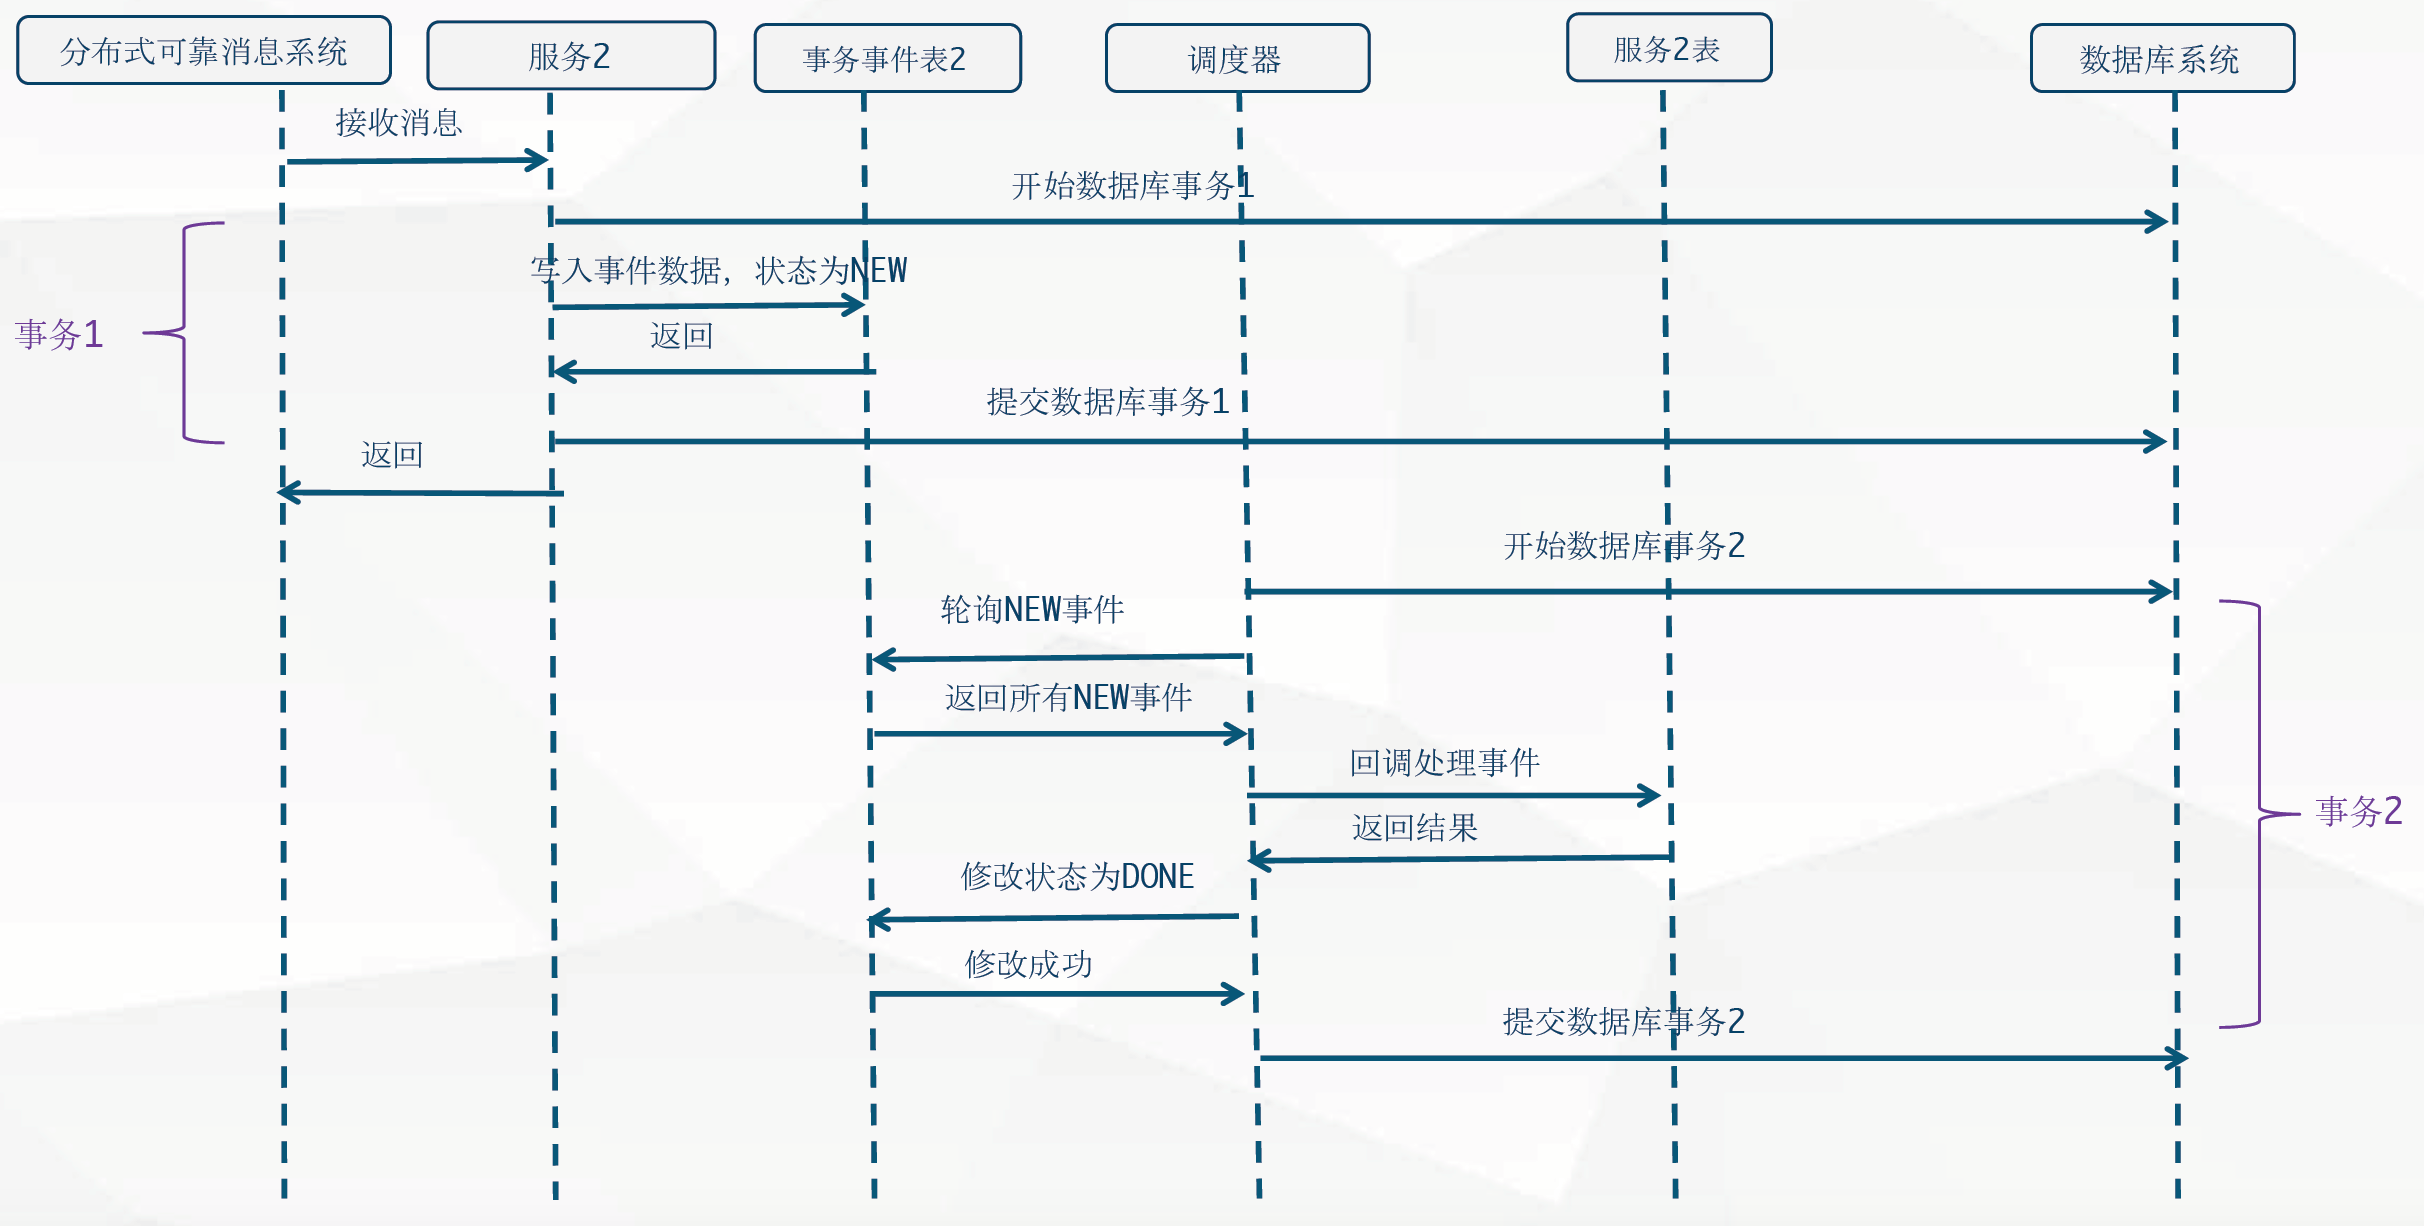 分布式可靠消息系统
服务2
事务事件表2
调度器
服务2表
数据库系统
接收消息
开始数据库事务1
写入事件数据，状态为NEW
事务1
返回
提交数据库事务1
返回
开始数据库事务2
轮询NEW事件
返回所有NEW事件
回调处理事件
事务2
返回结果
修改状态为DONE
修改成功
提交数据库事务2